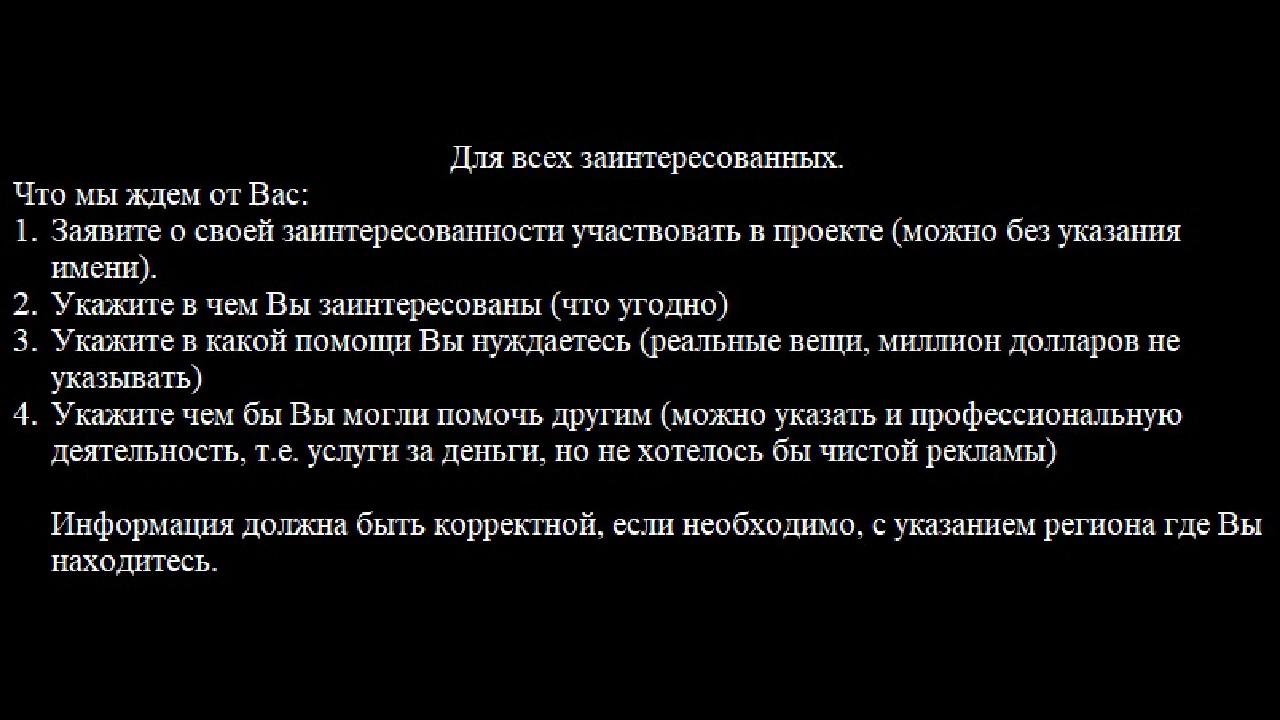 Для всех заинтересованных.
Что мы ждем от Вас:
1. Заявите о своей заинтересованности участвовать в проекте (можно без указания
имени).
2. Укажите в чем Вы заинтересованы (что угодно)
3. Укажите в какой помощи Вы нуждаетесь (реальные вещи, миллион долларов не
указывать)
4. Укажите чем бы Вы могли помочь другим (можно указать и профессиональную
деятельность, т.е. услуги за деньги, но не хотелось бы чистой рекламы)
Информация должна быть корректной, если необходимо, с указанием региона где Вы
находитесь.